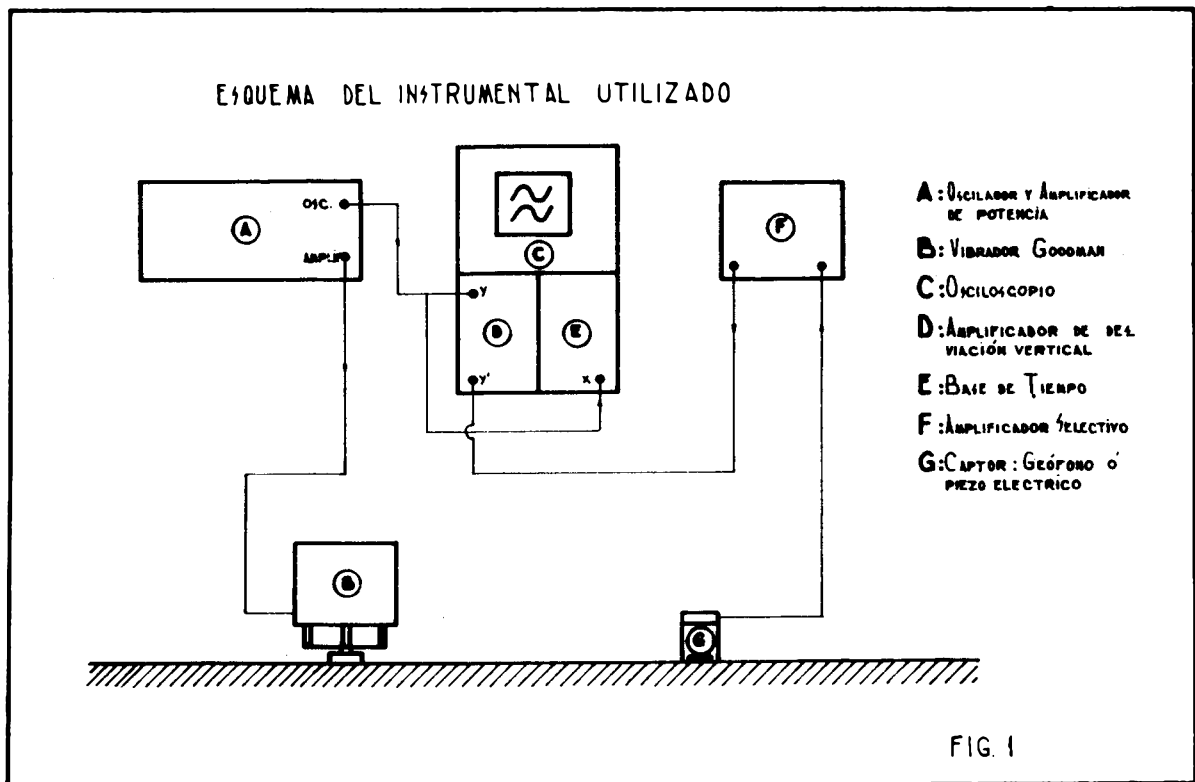 ESQUEMA DEL INSTRUMENTAL UTILIZADO
OSC.
A
AMPLIF
C
Y
D
E
Y'
X
F
B
G
A: OSCILADOR Y AMPLIFICADOR
DE POTENCIA
B: VIBRADOR GOODMAN
C: OSCILOSCOPIO
D: AMPLIFICADOR DE DES
VIACIÓN VERTICAL
E: BASE DE TIEMPO
F: AMPLIFICADOR SELECTIVO
G: CAPTOR: GEÓFONO Ó
PIEZO ELECTRICO
FIG. 1